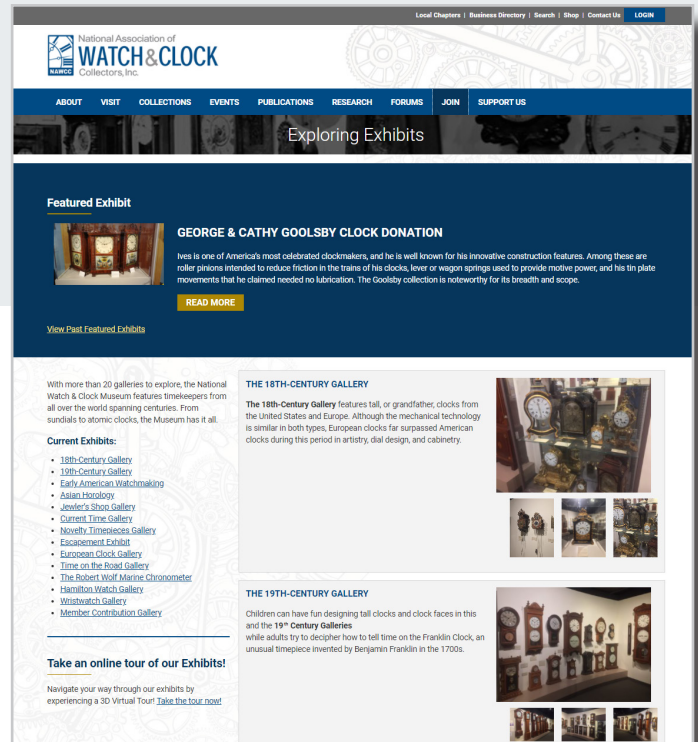 Local Chapters | Business Directory | Search | Shop | Contact Us LOGIN
National Association of
WATCH & CLOCK
Collectors, Inc.
NAWCC
ABOUT VISIT COLLECTIONS EVENTS PUBLICATIONS RESEARCH FORUMS JOIN SUPPORT US
Exploring Exhibits
Featured Exhibit
GEORGE & CATHY GOOLSBY CLOCK DONATION
Ives is one of America's most celebrated clockmakers, and he is well known for his innovative construction features. Among these are
roller pinions intended to reduce friction in the trains of his clocks, lever or wagon springs used to provide motive power, and his tin plate
movements that he claimed needed no lubrication. The Goolsby collection is noteworthy for its breadth and scope.
READ MORE
View Past Featured Exhibits
With more than 20 galleries to explore, the National
Watch & Clock Museum features timekeepers from
all over the world spanning centuries. From
sundials to atomic clocks, the Museum has it all.
Current Exhibits:
18th-Century Gallery
19th-Century Gallery
Early American Watchmaking
Asian Horology
Jewler's Shop Gallery
Current Time Gallery
Novelty Timepieces Gallery
Escapement Exhibit
European Clock Gallery
Time on the Road Gallery
The Robert Wolf Marine Chronometer
Hamilton Watch Gallery
Wristwatch Gallery
Member Contribution Gallery
Take an online tour of our Exhibits!
Navigate your way through our exhibits by
experiencing a 3D Virtual Tour! Take the tour now!
THE 18TH-CENTURY GALLERY
The 18th-Century Gallery features tall, or grandfather, clocks from
the United States and Europe. Although the mechanical technology
is similar in both types, European clocks far surpassed American
clocks during this period in artistry, dial design, and cabinetry.
THE 19TH-CENTURY GALLERY
Children can have fun designing tall clocks and clock faces in this
and the 19th Century Galleries
while adults try to decipher how to tell time on the Franklin Clock, an
unusual timepiece invented by Benjamin Franklin in the 1700s.